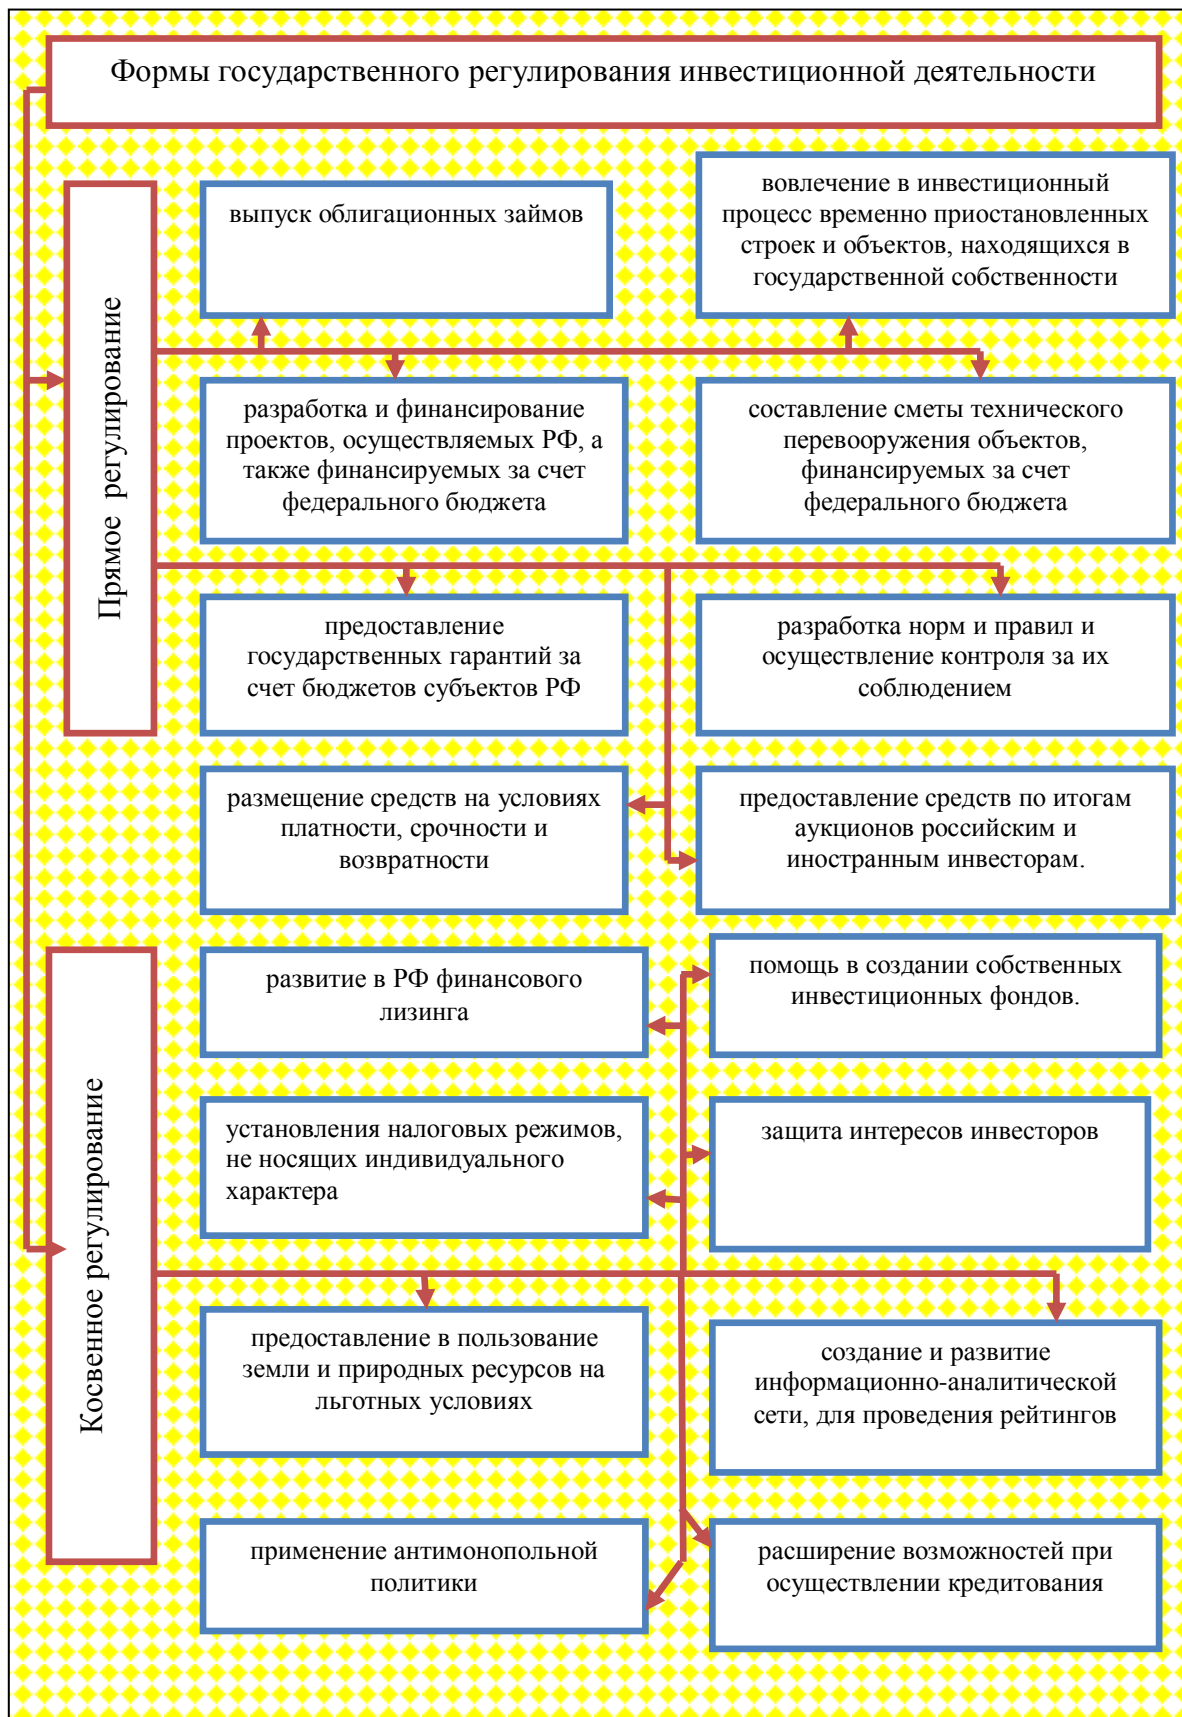 Формы государственного регулирования инвестиционной деятельности
Прямое регулирование
выпуск облигационных займов
вовлечение в инвестиционный
процесс временно приостановленных
строек и объектов, находящихся в
государственной собственности
разработка и финансирование
проектов, осуществляемых РФ, а
также финансируемых за счет
федерального бюджета
составление сметы технического
перевооружения объектов,
финансируемых за счет
федерального бюджета
предоставление
государственных гарантий за
счет бюджетов субъектов РФ
разработка норм и правил и
осуществление контроля за их
соблюдением
размещение средств на условиях
платности, срочности и
возвратности
предоставление средств по итогам
аукционов российским и
иностранным инвесторам.
Косвенное регулирование
развитие в РФ финансового
лизинга
помощь в создании собственных
инвестиционных фондов.
установления налоговых режимов,
не носящих индивидуального
характера
защита интересов инвесторов
предоставление в пользование
земли и природных ресурсов на
льготных условиях
создание и развитие
информационно-аналитической
сети, для проведения рейтингов
применение антимонопольной
политики
расширение возможностей при
осуществлении кредитования